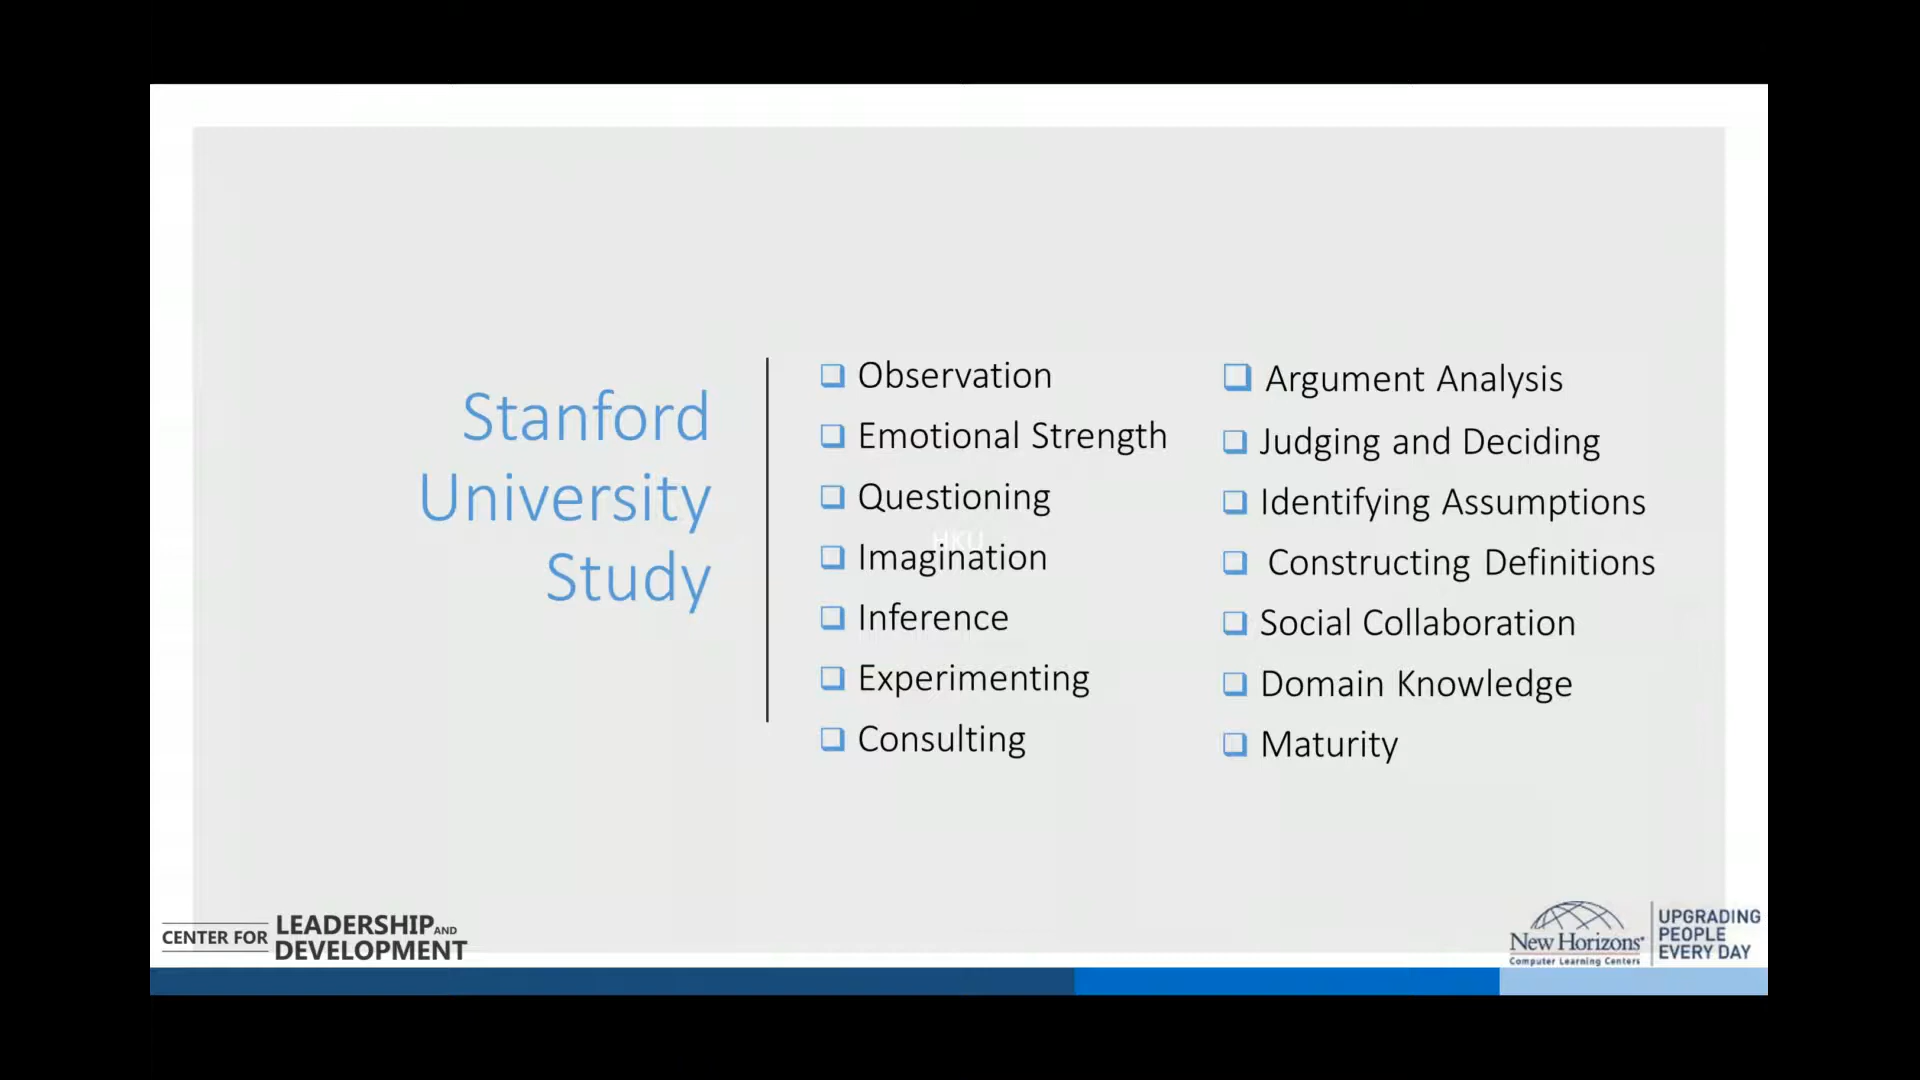 Stanford
University
Study
Observation
Emotional Strength
Questioning
Imagination
Inference
Experimenting
Consulting
Argument Analysis
Judging and Deciding
Identifying Assumptions
Constructing Definitions
Social Collaboration
Domain Knowledge
Maturity
CENTER FOR LEADERSHIP AND
DEVELOPMENT
New Horizons®
Computer Learning Centers
UPGRADING
PEOPLE
EVERY DAY